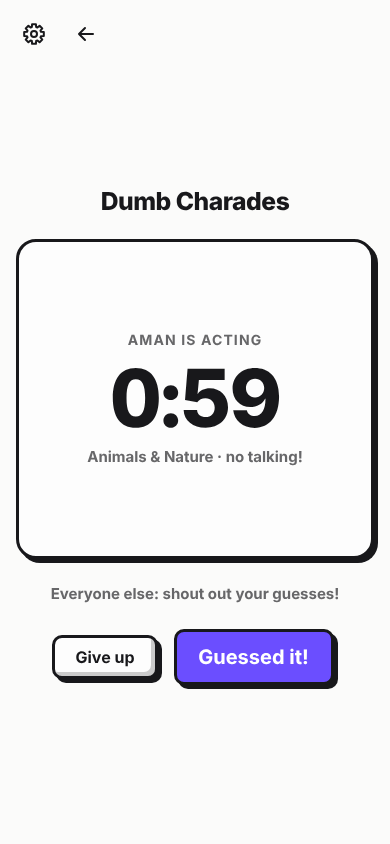 Dumb Charades
AMAN IS ACTING
0:59
Animals & Nature · no talking!
Everyone else: shout out your guesses!
Give up
Guessed it!